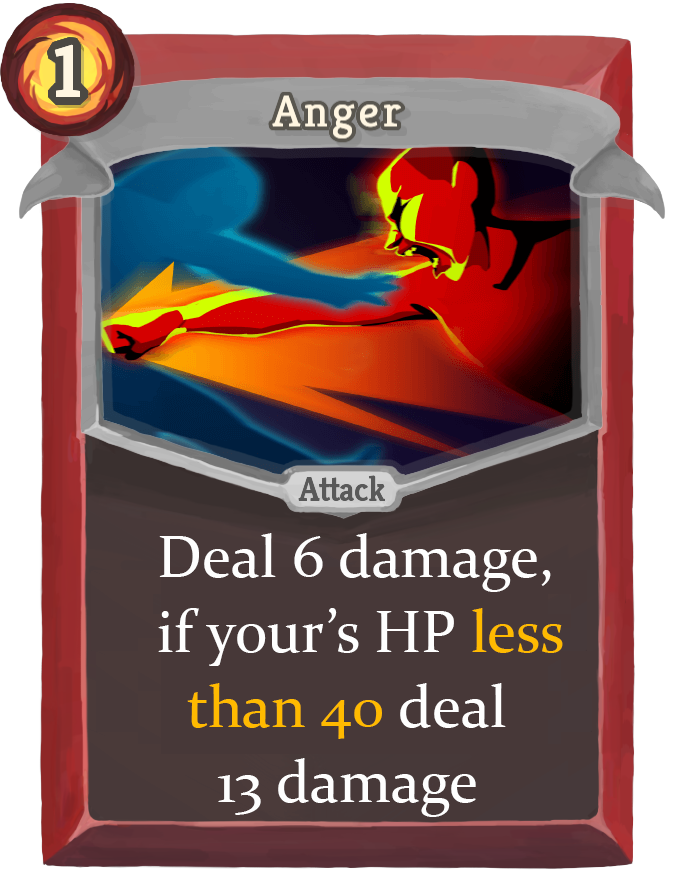 1
Anger
Attack
Deal 6 damage,
if your’s HP less
than 40 deal
13 damage